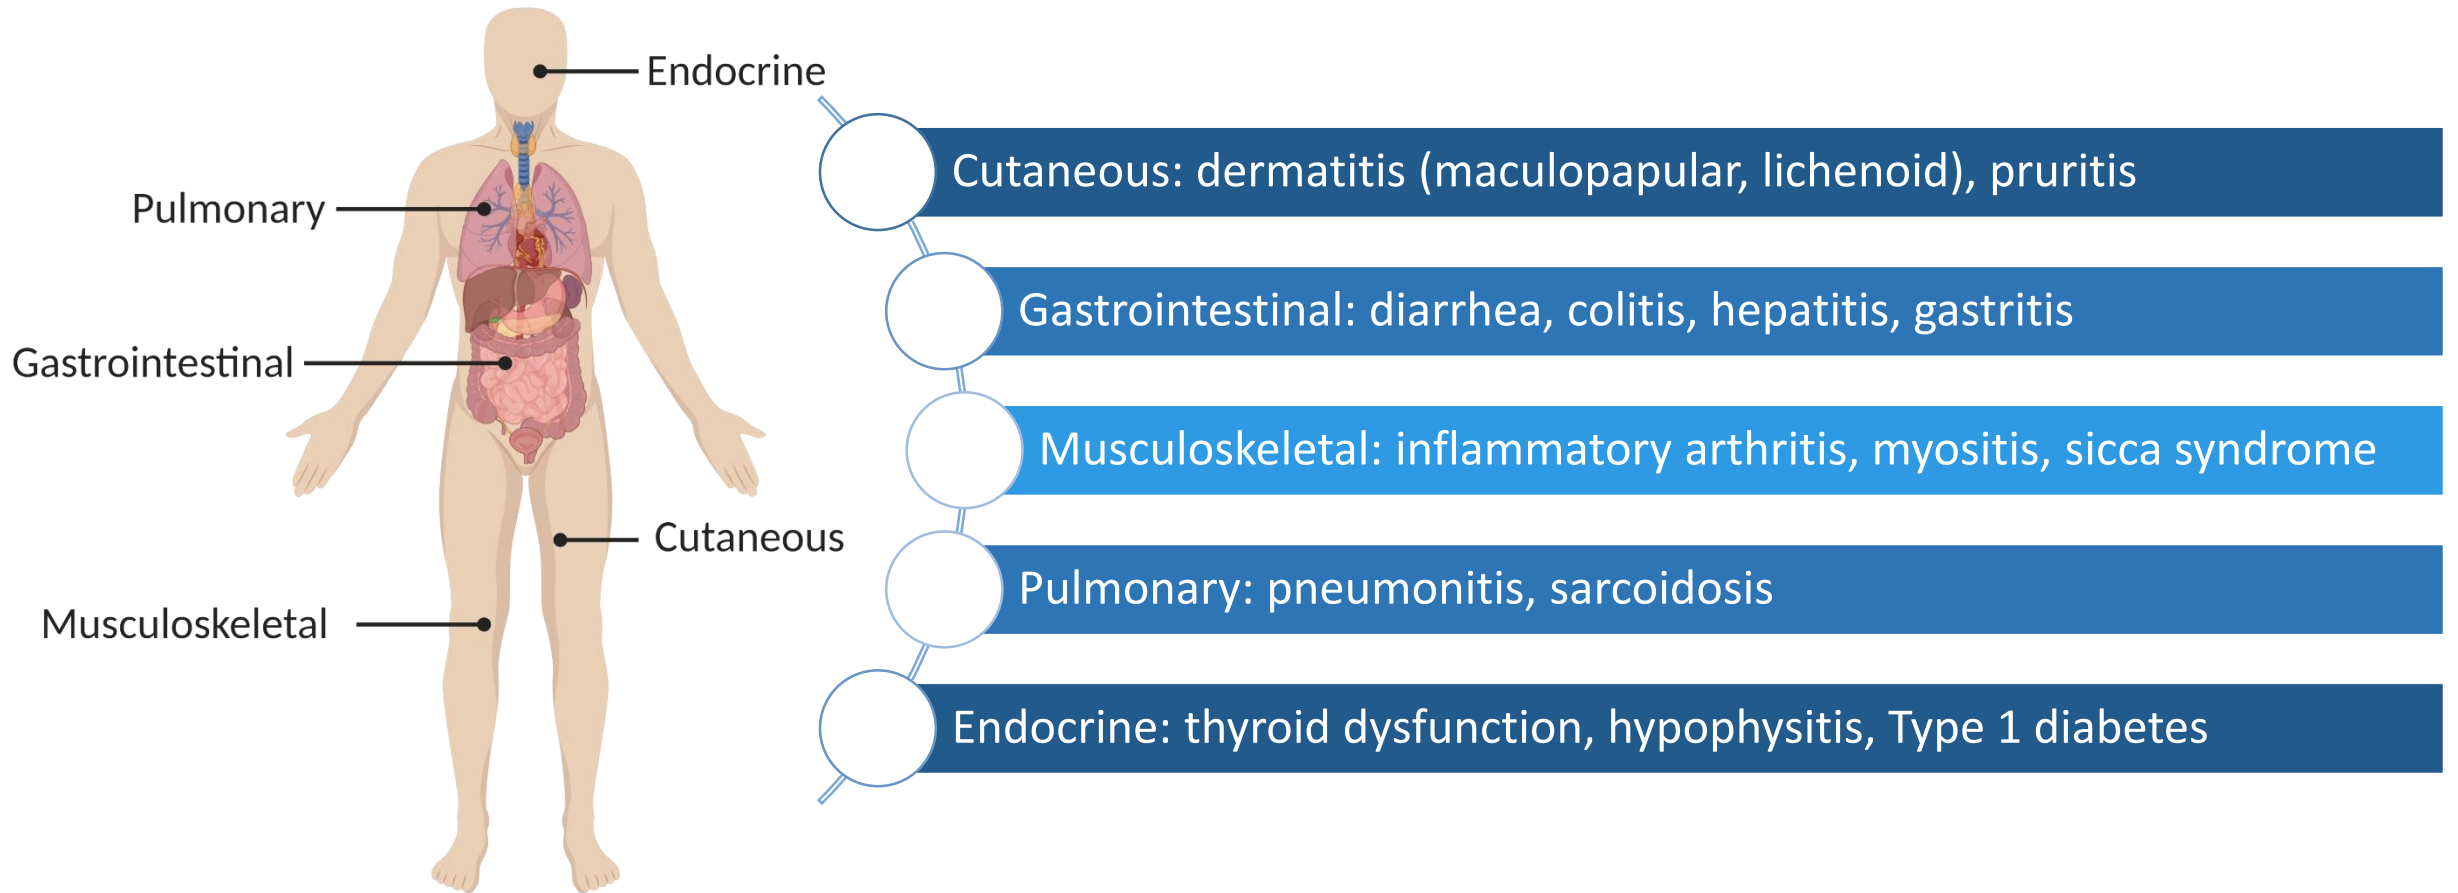 Endocrine
Pulmonary
Gastrointestinal
Cutaneous
Musculoskeletal
Cutaneous: dermatitis (maculopapular, lichenoid), pruritis
Gastrointestinal: diarrhea, colitis, hepatitis, gastritis
Musculoskeletal: inflammatory arthritis, myositis, sicca syndrome
Pulmonary: pneumonitis, sarcoidosis
Endocrine: thyroid dysfunction, hypophysitis, Type 1 diabetes